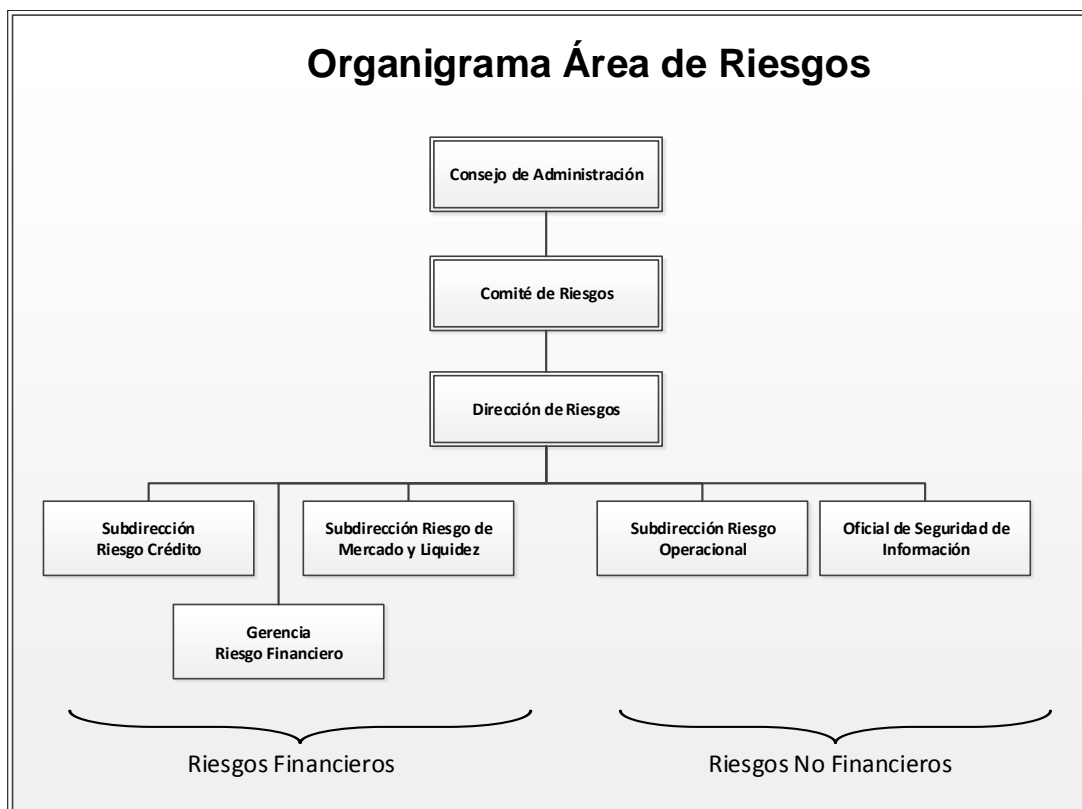 Organigrama Área de Riesgos
Consejo de Administración
Comité de Riesgos
Dirección de Riesgos
Subdirección
Riesgo Crédito
Subdirección Riesgo de
Mercado y Liquidez
Subdirección Riesgo
Operacional
Oficial de Seguridad de
Información
Gerencia
Riesgo Financiero
Riesgos Financieros
Riesgos No Financieros